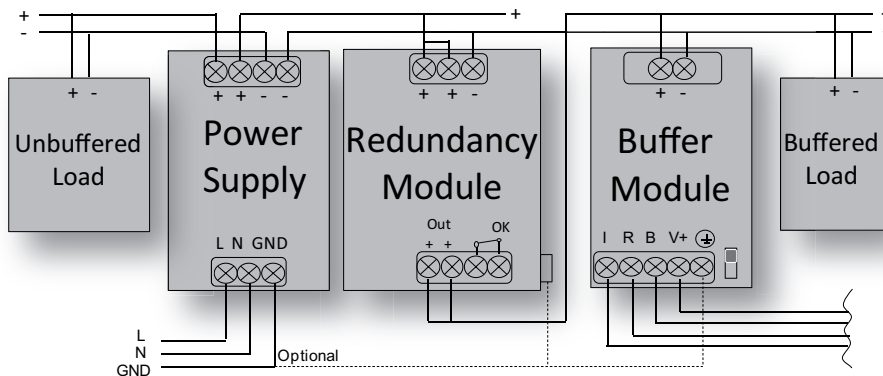 + + +
- -
+ + - - + + - + -
+ - + -
Unbuffered
Load
Power
Supply
Redundancy
Module
Buffer
Module
Buffered
Load
L N GND
Out OK
+ +
I R B V+
L
N
GND
Optional